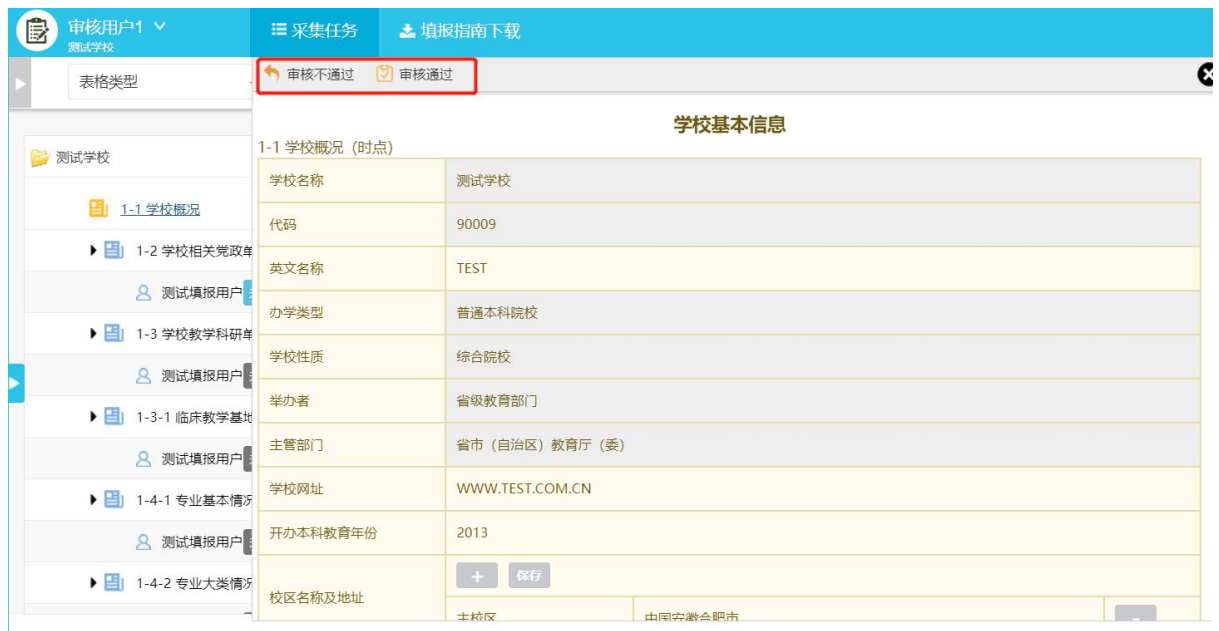 审核用户1
测试学校
采集任务
填报指南下载
表格类型
审核不通过 审核通过
学校基本信息
1-1 学校概况（时点）
测试学校
1-1 学校概况
1-2 学校相关党政单
测试填报用户
1-3 学校教学科研单
测试填报用户
1-3-1 临床教学基地
测试填报用户
1-4-1 专业基本情况
测试填报用户
1-4-2 专业大类情况
学校名称 测试学校
代码 90009
英文名称 TEST
办学类型 普通本科院校
学校性质 综合院校
举办者 省级教育部门
主管部门 省市（自治区）教育厅（委）
学校网址 WWW.TEST.COM.CN
开办本科教育年份 2013
校区名称及地址
+ 保存
主校区 中国安徽合肥市 -